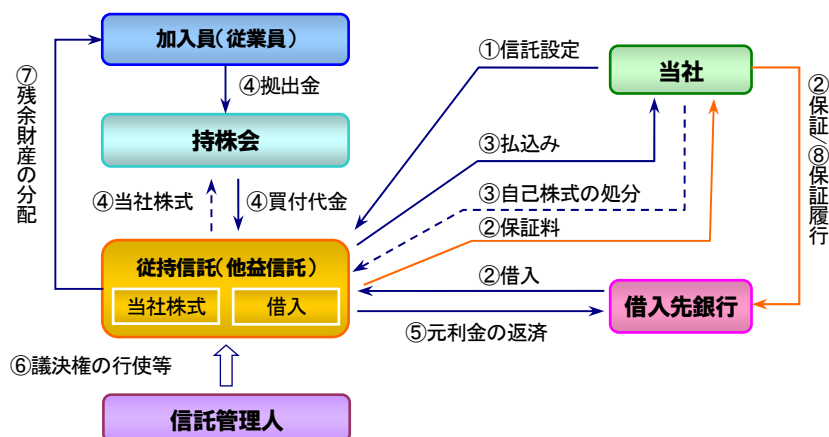 加入員(従業員)
①信託設定
当社
④拠出金
⑦残余財産の分配
②保証/⑧保証履行
持株会
③払込み
④当社株式
④買付代金
③自己株式の処分
②保証料
従持信託(他益信託)
当社株式
借入
②借入
借入先銀行
⑤元利金の返済
⑥議決権の行使等
信託管理人